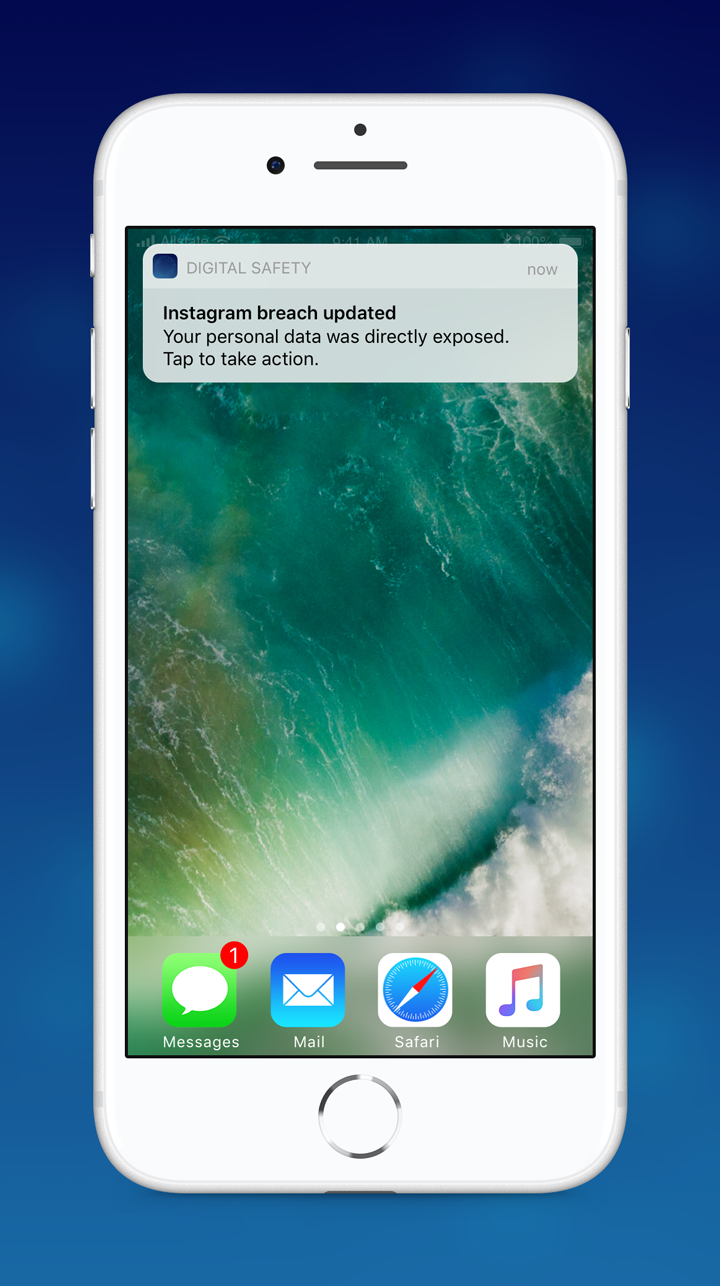 Allstate 9:41 AM 100%
DIGITAL SAFETY now
Instagram breach updated
Your personal data was directly exposed.
Tap to take action.
1
Messages Mail Safari Music